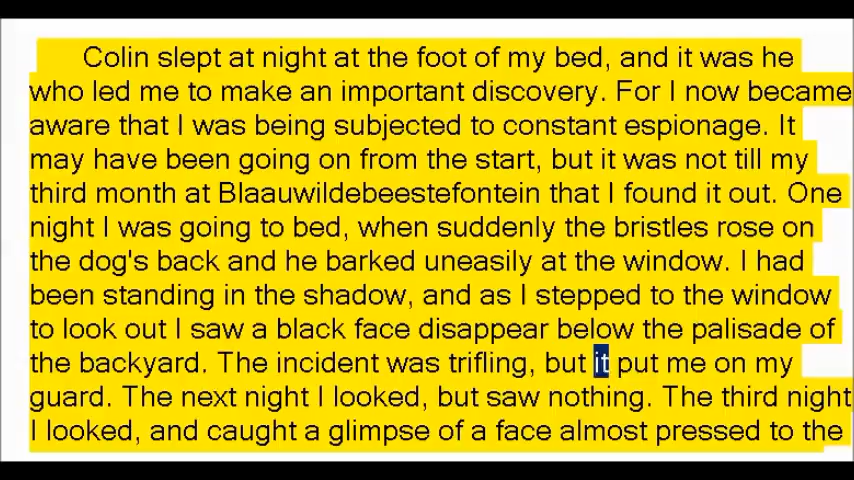 Colin slept at night at the foot of my bed, and it was he
who led me to make an important discovery. For I now became
aware that I was being subjected to constant espionage. It
may have been going on from the start, but it was not till my
third month at Blaauwildebeestefontein that I found it out. One
night I was going to bed, when suddenly the bristles rose on
the dog's back and he barked uneasily at the window. I had
been standing in the shadow, and as I stepped to the window
to look out I saw a black face disappear below the palisade of
the backyard. The incident was trifling, but it put me on my
guard. The next night I looked, but saw nothing. The third night
I looked, and caught a glimpse of a face almost pressed to the